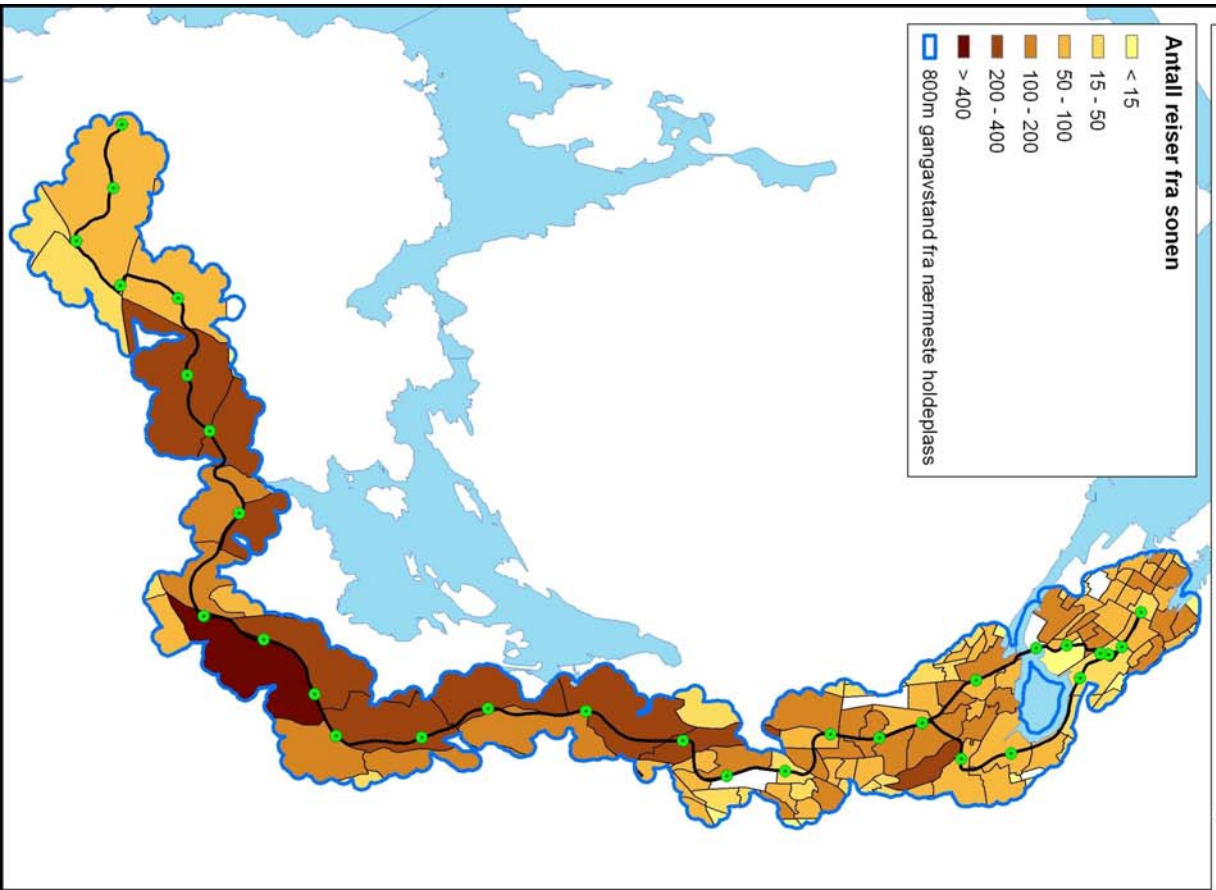 Antall reiser fra sonen
< 15
15 - 50
50 - 100
100 - 200
200 - 400
> 400
800m gangavstand fra nærmeste holdeplass